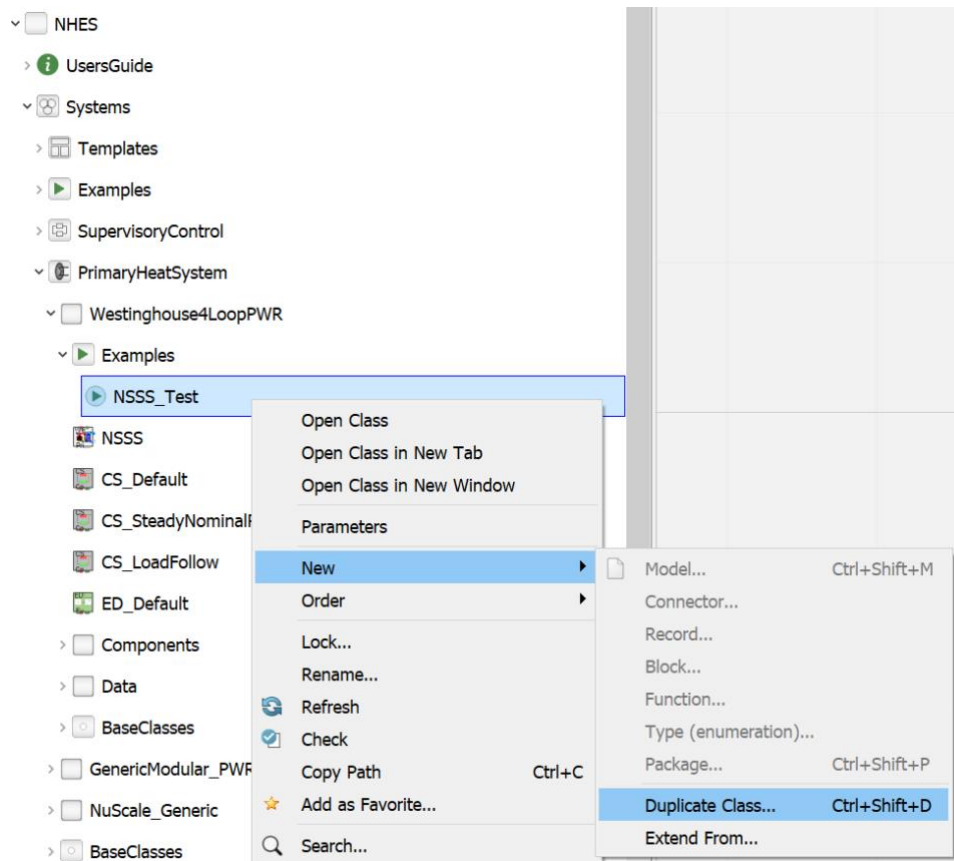 NHES
UsersGuide
Systems
Templates
Examples
SupervisoryControl
PrimaryHeatSystem
Westinghouse4LoopPWR
Examples
NSSS_Test
NSSS
CS_Default
CS_SteadyNominal
CS_LoadFollow
ED_Default
Components
Data
BaseClasses
GenericModular_PWR
NuScale_Generic
BaseClasses
Open Class
Open Class in New Tab
Open Class in New Window
Parameters
New
Order
Lock...
Rename...
Refresh
Check
Copy Path Ctrl+C
Add as Favorite...
Search...
Model... Ctrl+Shift+M
Connector...
Record...
Block...
Function...
Type (enumeration)...
Package... Ctrl+Shift+P
Duplicate Class... Ctrl+Shift+D
Extend From...